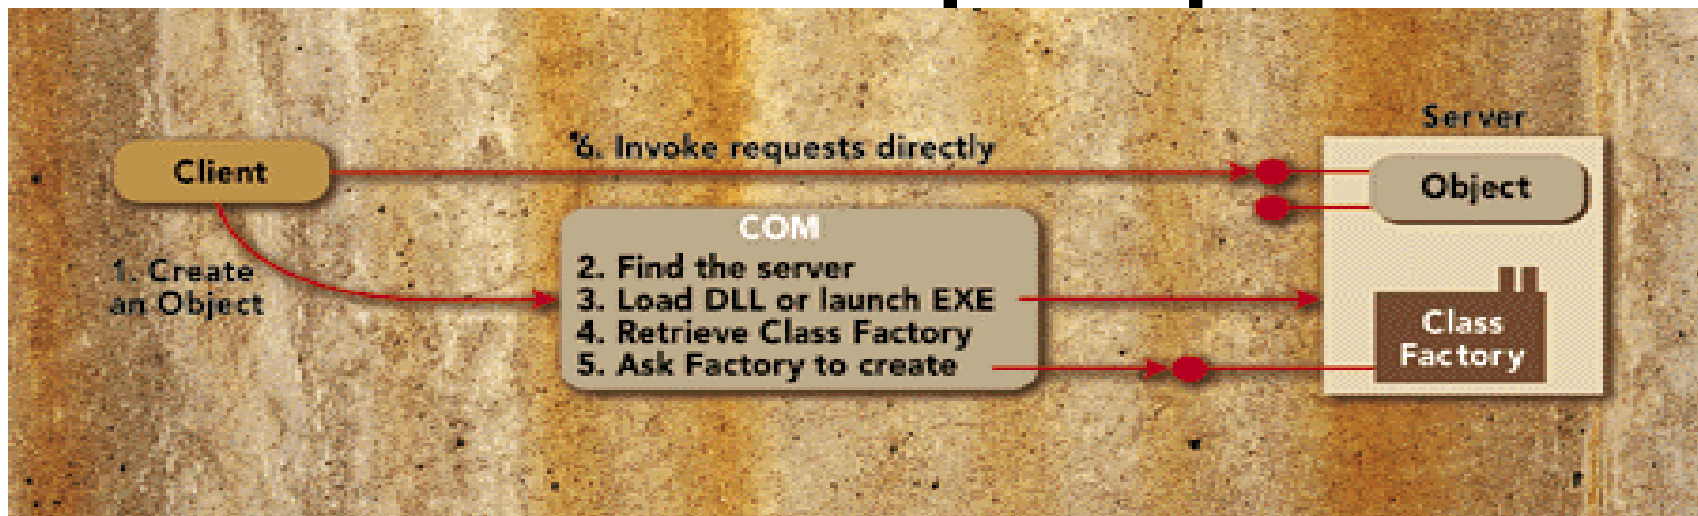 Server
Client
6. Invoke requests directly
Object
COM
1. Create
an Object
2. Find the server
3. Load DLL or launch EXE
4. Retrieve Class Factory
5. Ask Factory to create
Class
Factory